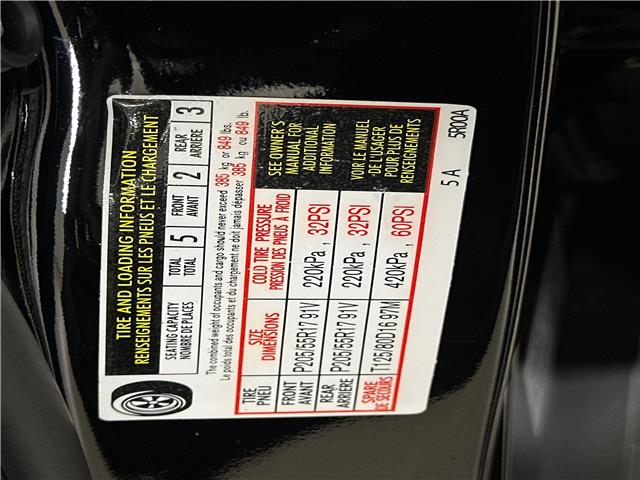 TIRE AND LOADING INFORMATION
RENSEIGNEMENTS SUR LES PNEUS ET LE CHARGEMENT
SEATING CAPACITY
NOMBRE DE PLACES
TOTAL
TOTAL
5
FRONT
AVANT
2
REAR
ARRIÈRE
3
The combined weight of occupants and cargo should never exceed 385 kg or 849 lbs.
Le poids total des occupants et du chargement ne doit jamais dépasser 385 kg ou 849 lb.
TIRE
PNEU
SIZE
DIMENSIONS
COLD TIRE PRESSURE
PRESSION DES PNEUS À FROID
SEE OWNER'S
MANUAL FOR
ADDITIONAL
INFORMATION
FRONT
AVANT
P205/55R17 91V
220kPa , 32PSI
REAR
ARRIÈRE
P205/55R17 91V
220kPa , 32PSI
VOIR LE MANUEL
DE L'USAGER
POUR PLUS DE
RENSEIGNEMENTS
SPARE
DE SECOURS
T125/80D16 97M
420kPa , 60PSI
5 A 5R00A